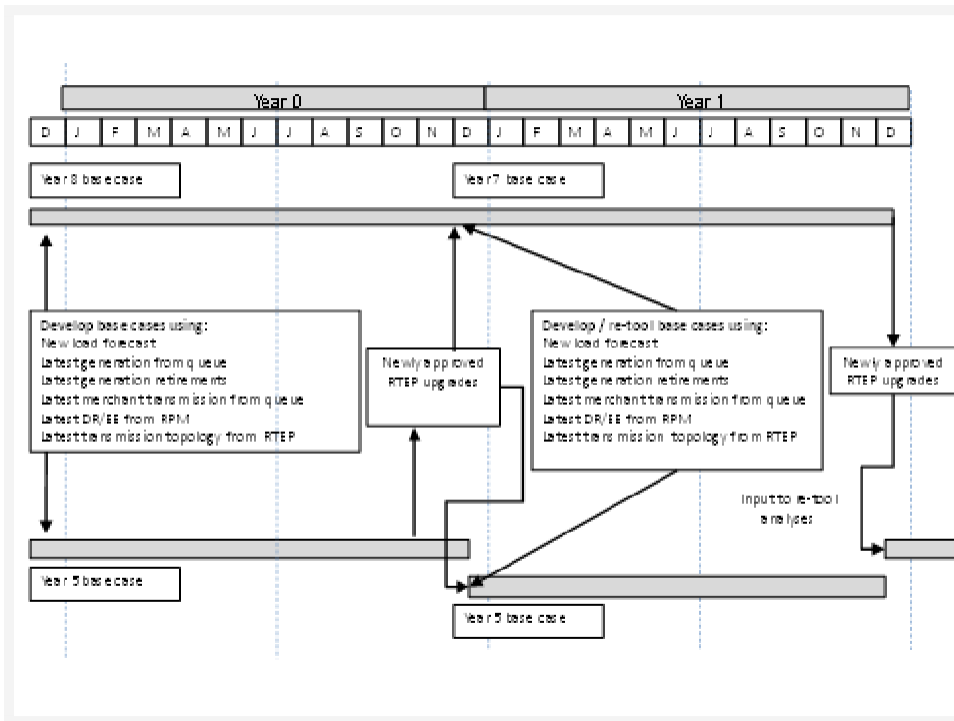 Year 0 Year 1
D J F M A M J J A S O N D J F M A M J J A S O N D
Year 8 base case Year 7 base case
Develop base cases using:
New load forecast
Latest generation from queue
Latest generation retirements
Latest merchant transmission from queue
Latest DR/EE from RPM
Latest transmission topology from RTEP
Newly approved
RTEP upgrades
Develop / re-tool base cases using:
New load forecast
Latest generation from queue
Latest generation retirements
Latest merchant transmission from queue
Latest DR/EE from RPM
Latest transmission topology from RTEP
Newly approved
RTEP upgrades
Input to re-tool
analyses
Year 5 base case
Year 5 base case